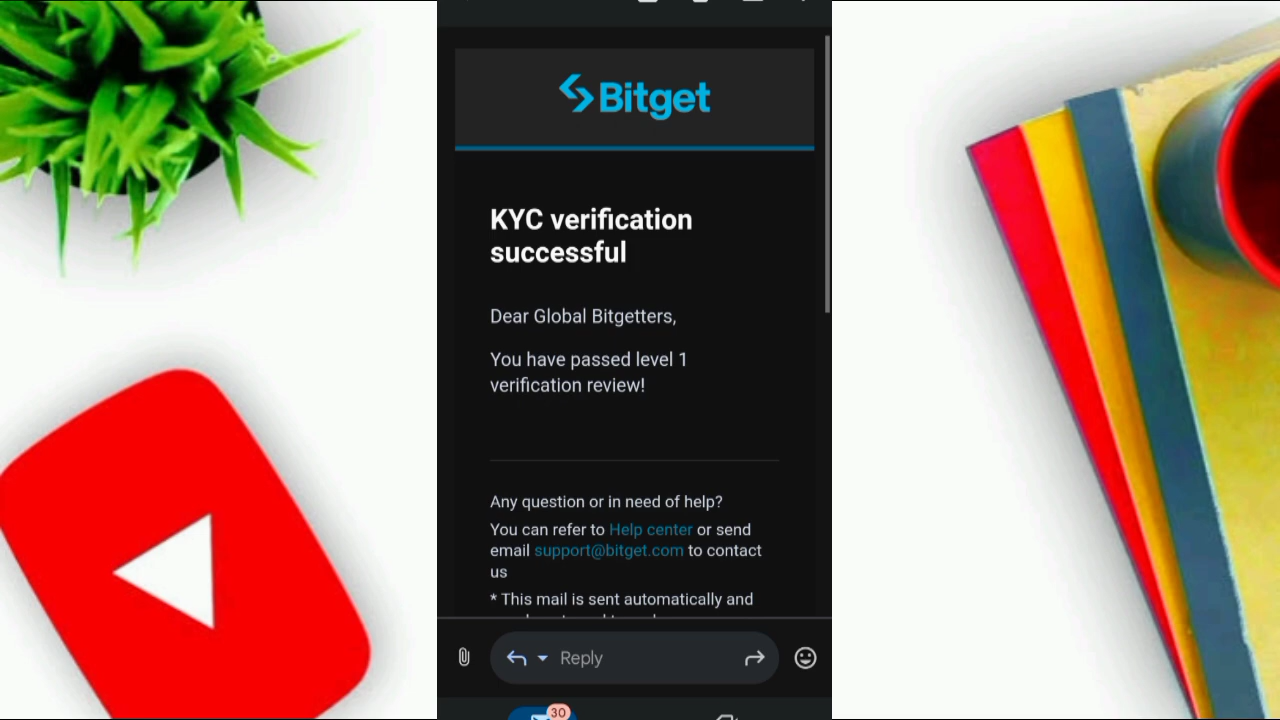 Bitget
KYC verification
successful
Dear Global Bitgetters,
You have passed level 1
verification review!
Any question or in need of help?
You can refer to Help center or send
email support@bitget.com to contact
us
* This mail is sent automatically and
Reply
30